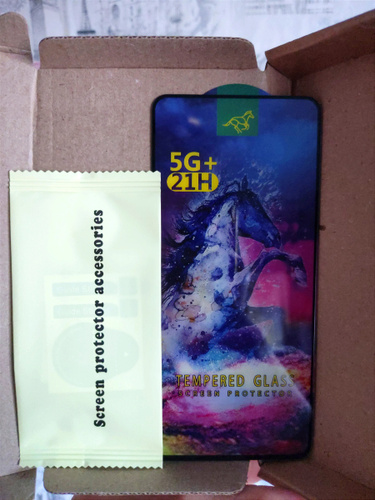 5G+
21H
TEMPERED GLASS
SCREEN PROTECTOR
Screen protector accessories